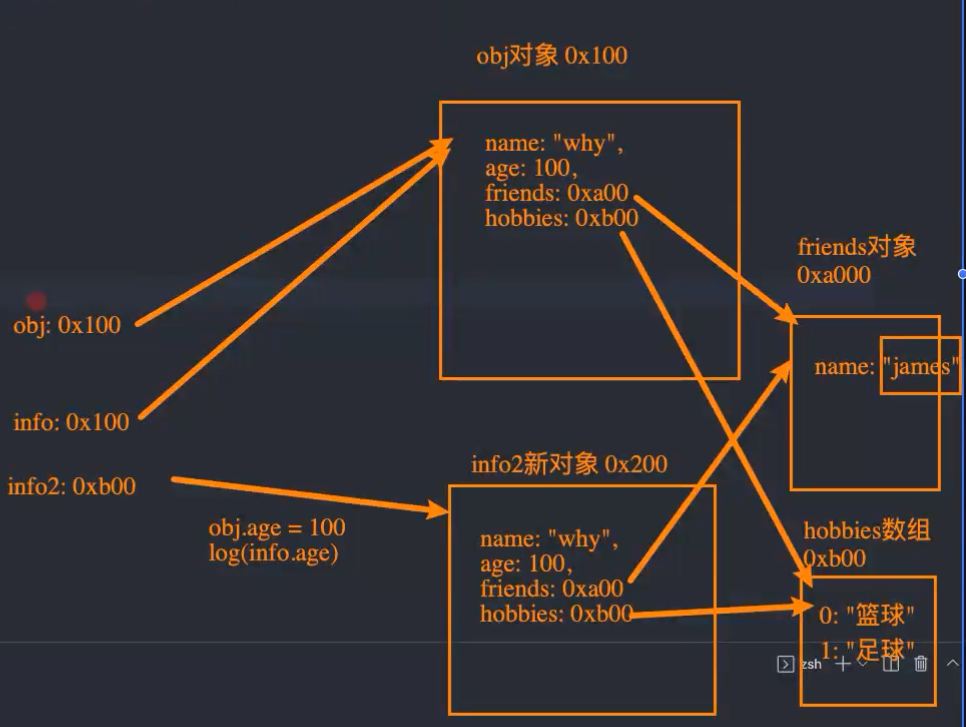 obj对象 0x100
name: "why",
age: 100,
friends: 0xa00
hobbies: 0xb00
friends对象
0xa000
name: "james"
obj: 0x100
info: 0x100
info2: 0xb00
obj.age = 100
log(info.age)
info2新对象 0x200
name: "why",
age: 100,
friends: 0xa00
hobbies: 0xb00
hobbies数组
0xb00
0: "篮球"
1: "足球"
zsh